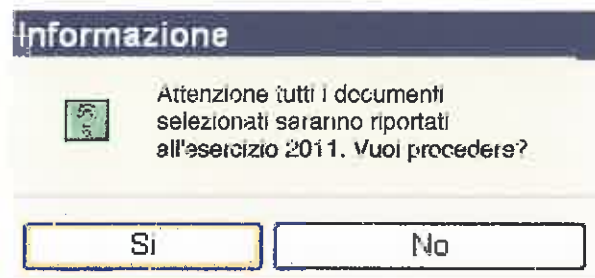 Informazione
Attenzione tutti i documenti
selezionati saranno riportati
all'esercizio 2011. Vuoi procedere?
Si
No